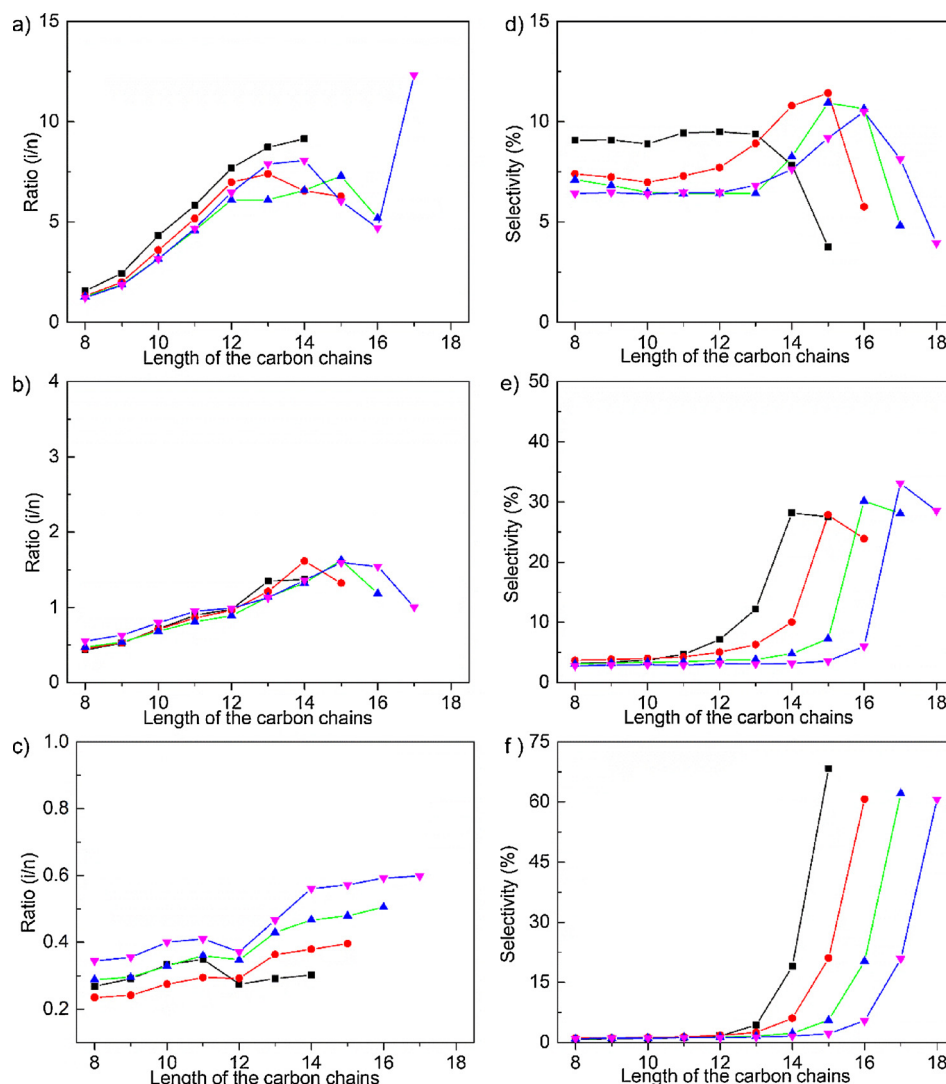 a)
15
10
5
0
Ratio (i/n)
8 10 12 14 16 18
Length of the carbon chains
b)
4
3
2
1
0
Ratio (i/n)
8 10 12 14 16 18
Length of the carbon chains
c)
1.0
0.8
0.6
0.4
0.2
Ratio (i/n)
8 10 12 14 16 18
Length of the carbon chains
d)
15
10
5
0
Selectivity (%)
8 10 12 14 16 18
Length of the carbon chains
e)
50
40
30
20
10
0
Selectivity (%)
8 10 12 14 16 18
Length of the carbon chains
f)
75
60
45
30
15
0
Selectivity (%)
8 10 12 14 16 18
Length of the carbon chains